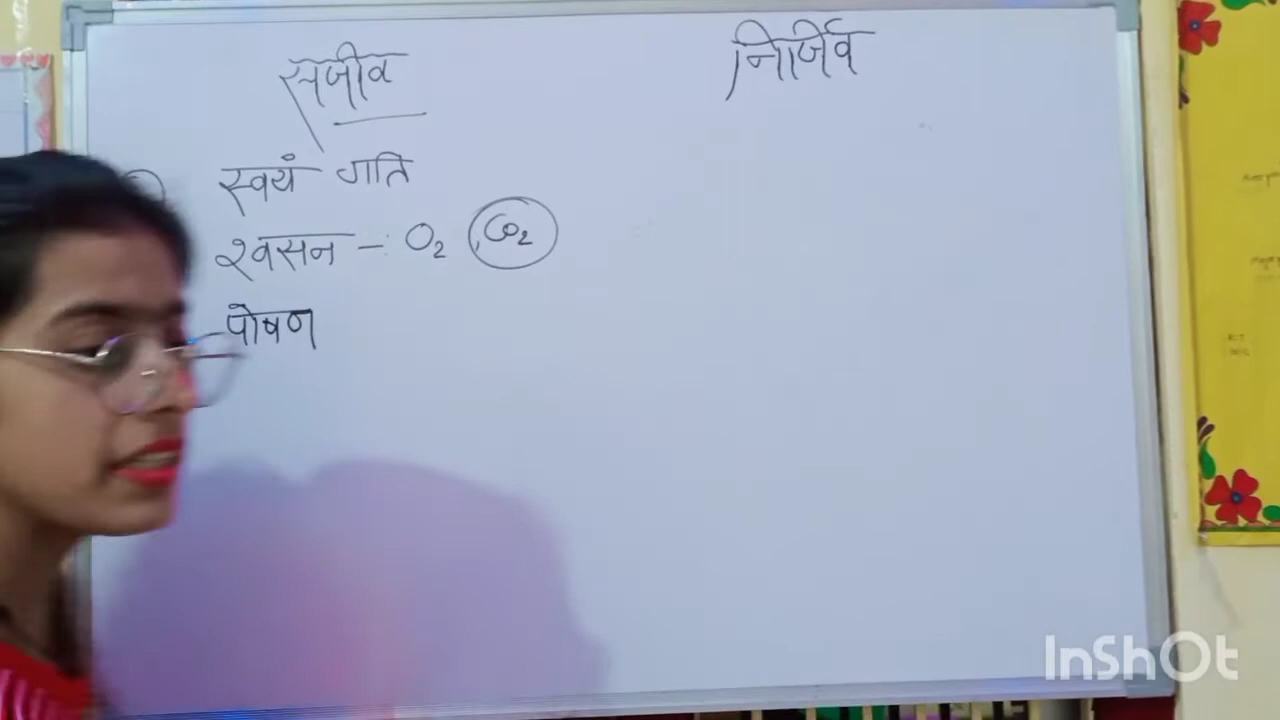 सजीव
निर्जिव
स्वयं गति
श्वसन - O₂ CO₂
पोषण
InShOt